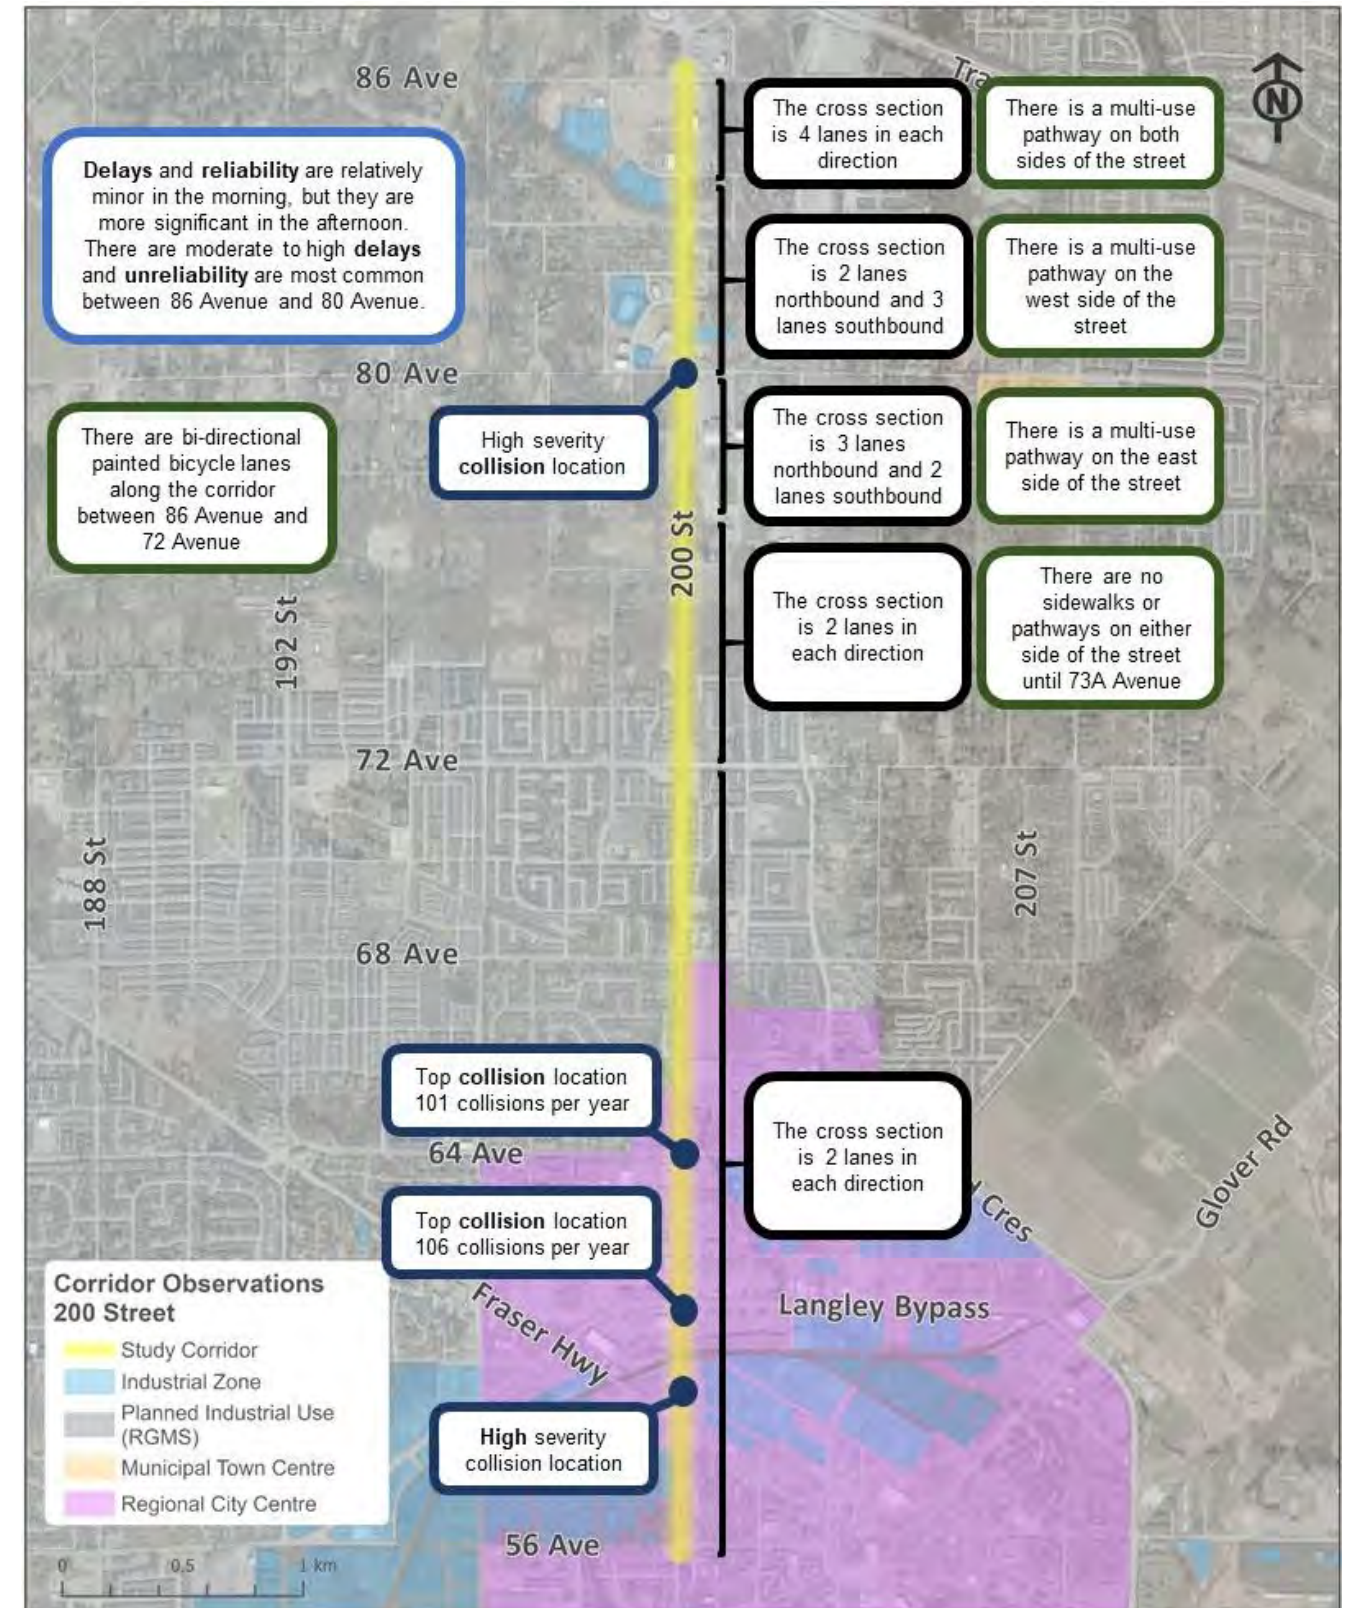 86 Ave
Tra
N
The cross section
is 4 lanes in each
direction
There is a multi-use
pathway on both
sides of the street
Delays and reliability are relatively
minor in the morning, but they are
more significant in the afternoon.
There are moderate to high delays
and unreliability are most common
between 86 Avenue and 80 Avenue.
The cross section
is 2 lanes
northbound and 3
lanes southbound
There is a multi-use
pathway on the
west side of the
street
80 Ave
There are bi-directional
painted bicycle lanes
along the corridor
between 86 Avenue and
72 Avenue
High severity
collision location
The cross section
is 3 lanes
northbound and 2
lanes southbound
There is a multi-use
pathway on the east
side of the street
200 St
192 St
The cross section
is 2 lanes in
each direction
There are no
sidewalks or
pathways on either
side of the street
until 73A Avenue
72 Ave
188 St
207 St
68 Ave
Top collision location
101 collisions per year
64 Ave
The cross section
is 2 lanes in
each direction
Cres
Glover Rd
Top collision location
106 collisions per year
Fraser Hwy
Langley Bypass
High severity
collision location
56 Ave
Corridor Observations
200 Street
Study Corridor
Industrial Zone
Planned Industrial Use
(RGMS)
Municipal Town Centre
Regional City Centre
0 0.5 1 km